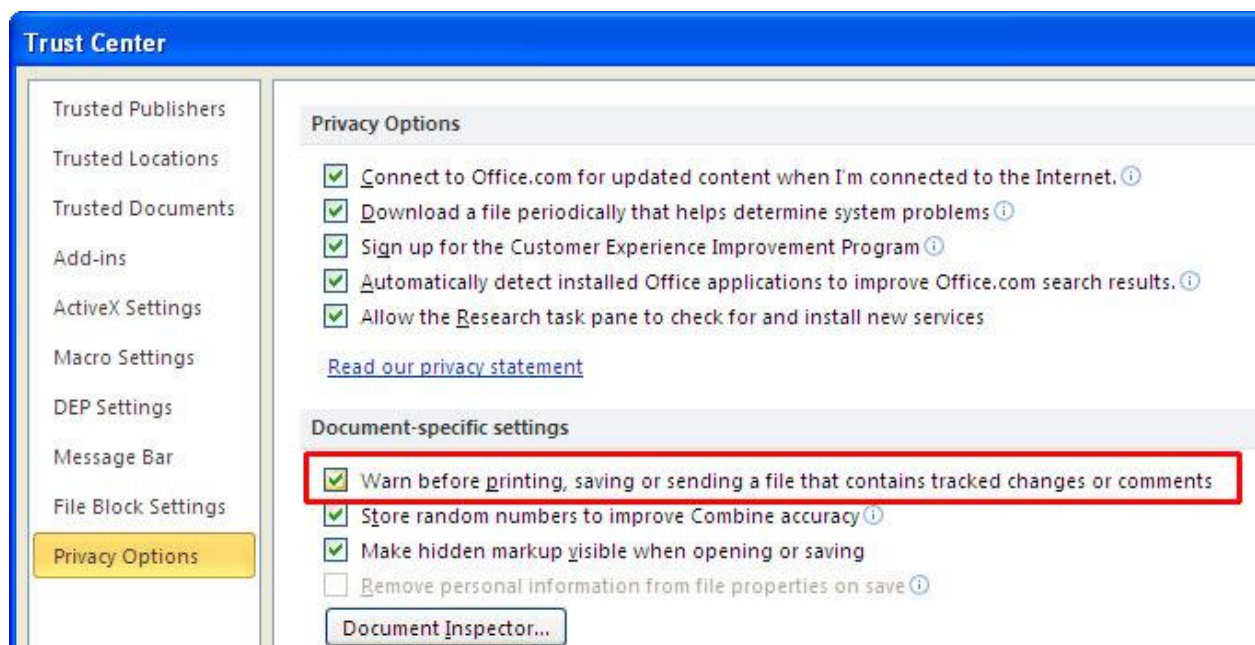 Trust Center
Trusted Publishers
Trusted Locations
Trusted Documents
Add-ins
ActiveX Settings
Macro Settings
DEP Settings
Message Bar
File Block Settings
Privacy Options
Privacy Options
Connect to Office.com for updated content when I'm connected to the Internet.
Download a file periodically that helps determine system problems
Sign up for the Customer Experience Improvement Program
Automatically detect installed Office applications to improve Office.com search results.
Allow the Research task pane to check for and install new services
Read our privacy statement
Document-specific settings
Warn before printing, saving or sending a file that contains tracked changes or comments
Store random numbers to improve Combine accuracy
Make hidden markup visible when opening or saving
Remove personal information from file properties on save
Document Inspector...